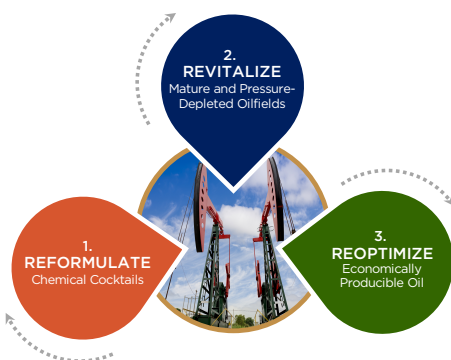 1.
REFORMULATE
Chemical Cocktails
2.
REVITALIZE
Mature and Pressure-
Depleted Oilfields
3.
REOPTIMIZE
Economically
Producible Oil